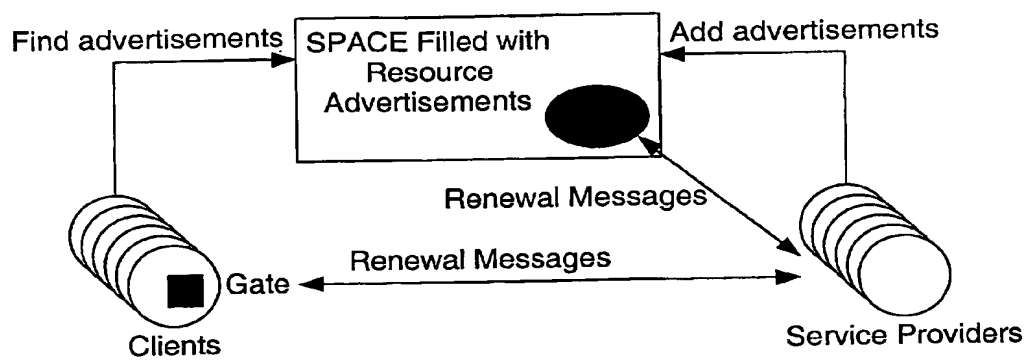 Find advertisements
SPACE Filled with
Resource
Advertisements
Add advertisements
Renewal Messages
Renewal Messages
Gate
Clients
Service Providers